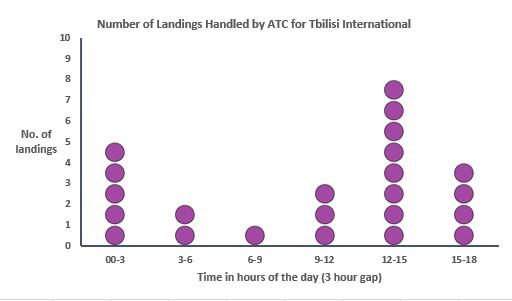 Number of Landings Handled by ATC for Tbilisi International
10
9
8
7
6
5
4
3
2
1
0
No. of
landings
00-3 3-6 6-9 9-12 12-15 15-18
Time in hours of the day (3 hour gap)